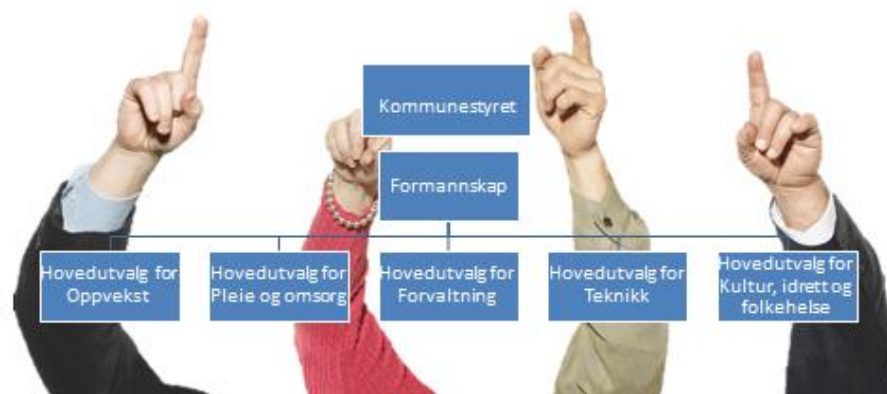 Kommunestyret
Formannskap
Hovedutvalg for
Oppvekst
Hovedutvalg for
Pleie og omsorg
Hovedutvalg for
Forvaltning
Hovedutvalg for
Teknikk
Hovedutvalg for
Kultur, idrett og
folkehelse